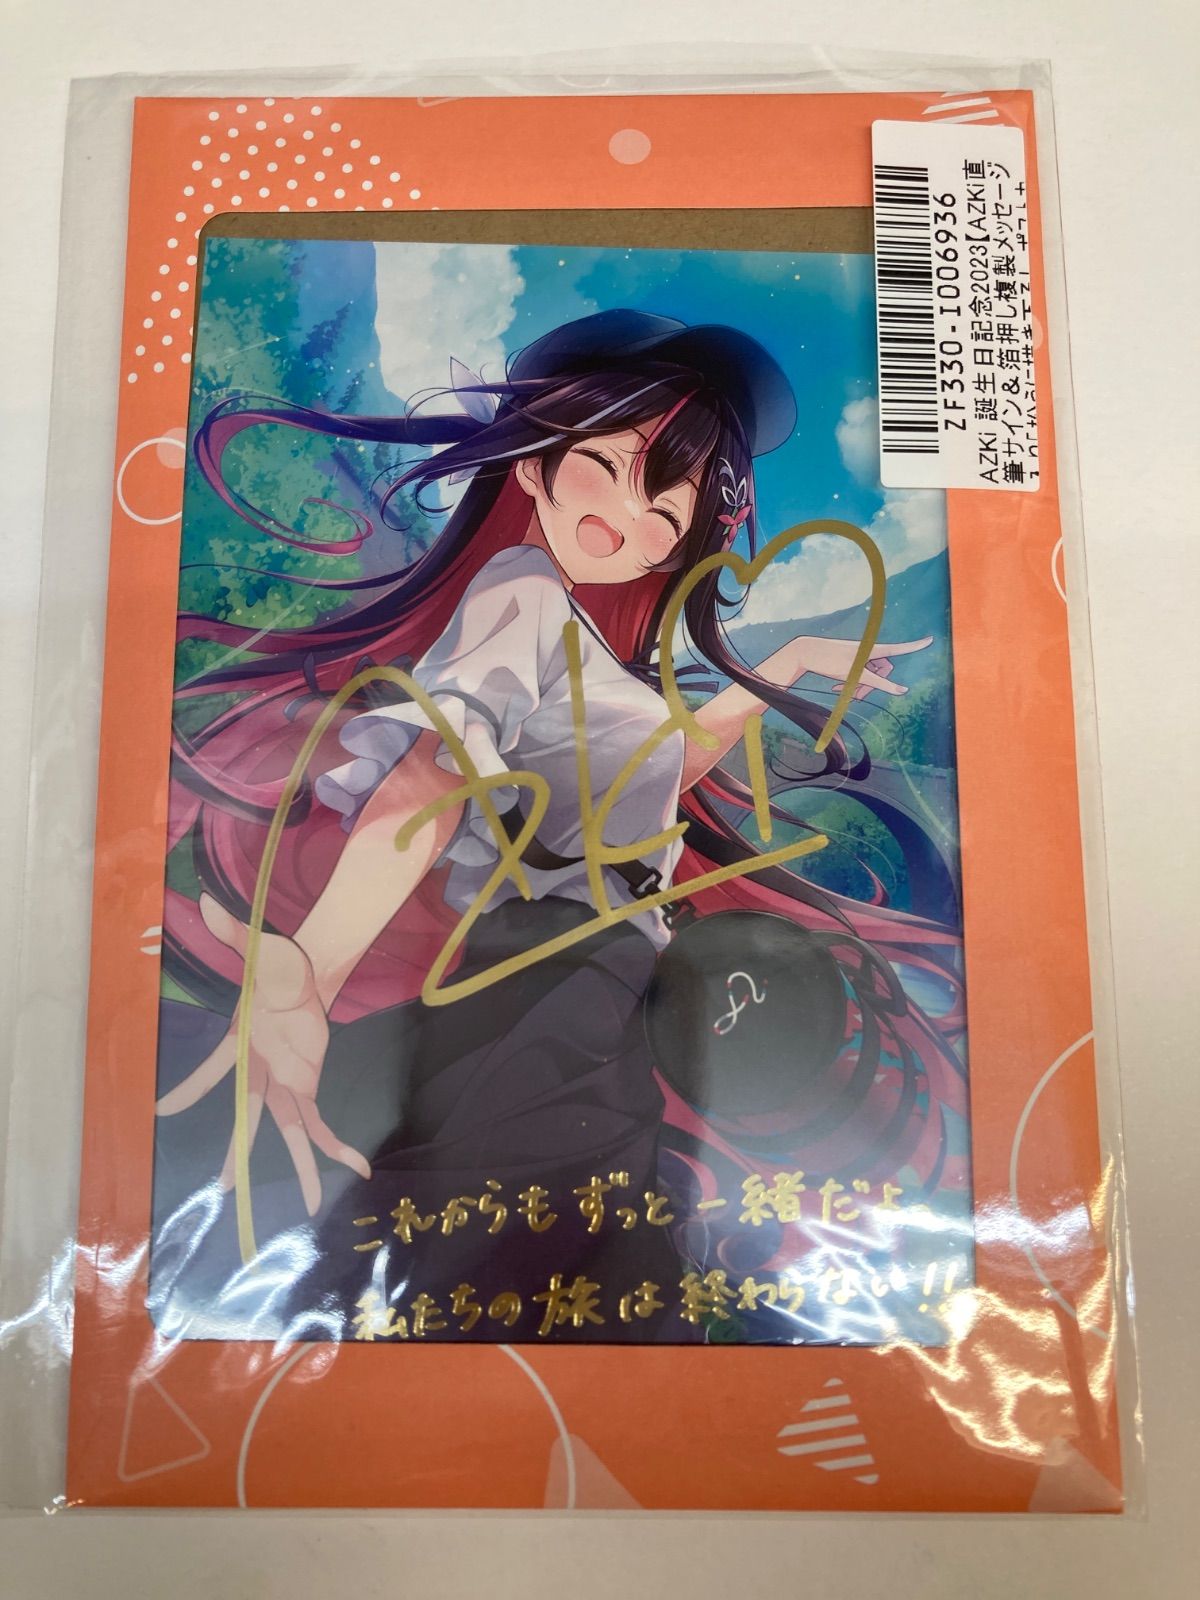 ZF330-I006936
AZKi 誕生日記念2023【AZKi直
筆サイン＆箔押し複製メッセージ
AZKi
これからもずっと一緒だよ。
私たちの旅は終わらない!!